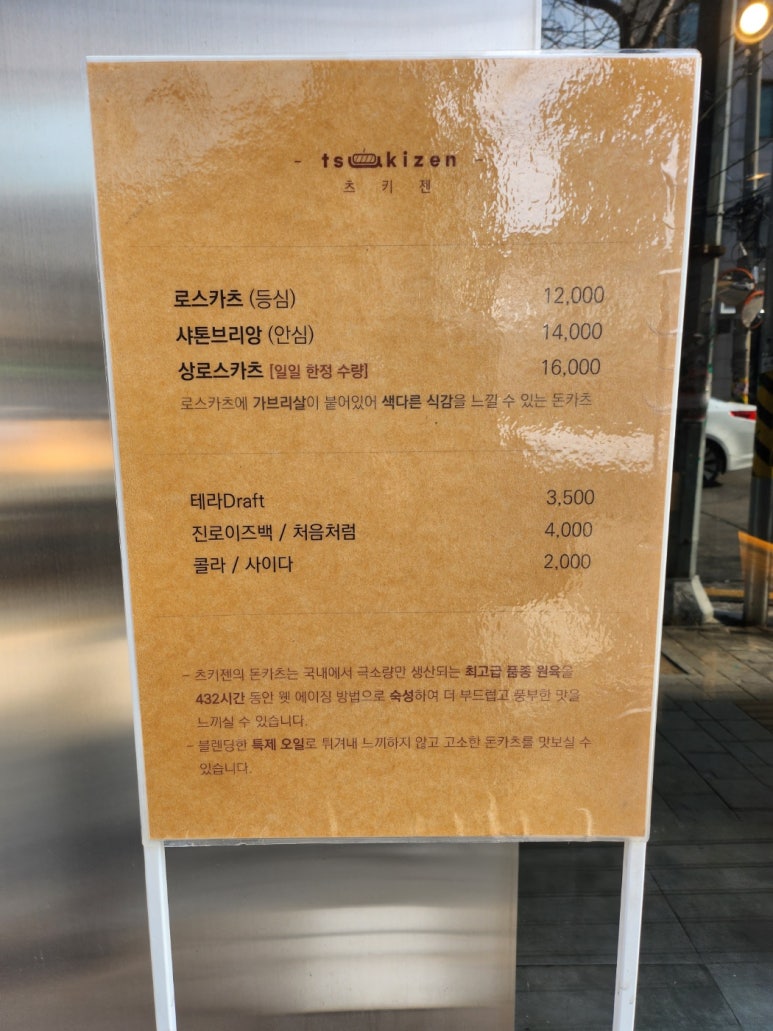 - tsukizen -
츠키젠
로스카츠 (등심) 12,000
샤톤브리앙 (안심) 14,000
상로스카츠 [일일 한정 수량] 16,000
로스카츠에 가브리살이 붙어있어 색다른 식감을 느낄 수 있는 돈카츠
테라Draft 3,500
진로이즈백 / 처음처럼 4,000
콜라 / 사이다 2,000
- 츠키젠의 돈카츠는 국내에서 극소량만 생산되는 최고급 품종 원육을
432시간 동안 웻 에이징 방법으로 숙성하여 더 부드럽고 풍부한 맛을
느끼실 수 있습니다.
- 블렌딩한 특제 오일로 튀겨내 느끼하지 않고 고소한 돈카츠를 맛보실 수
있습니다.